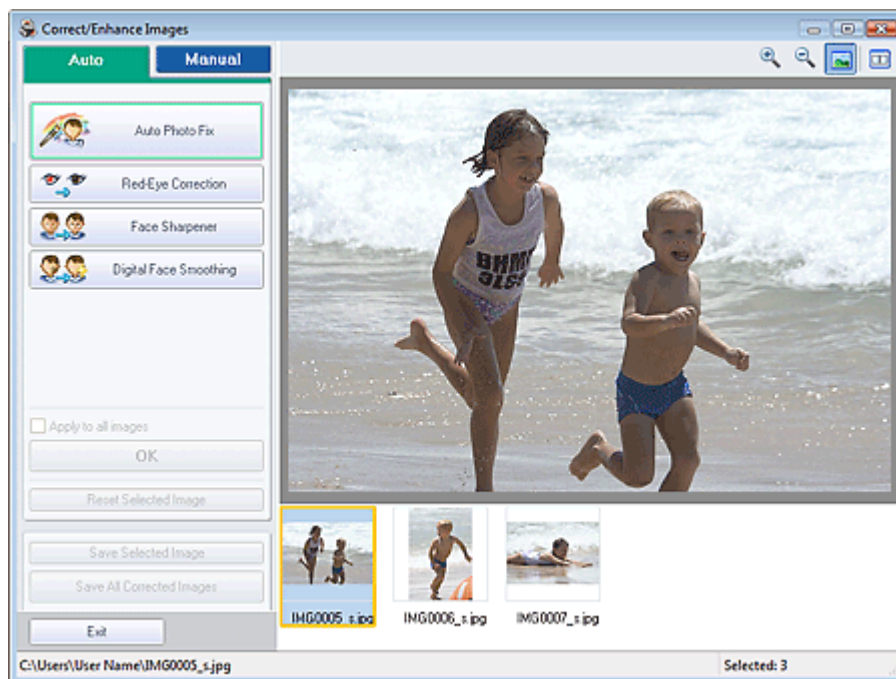 Correct/Enhance Images
Auto
Manual
Auto Photo Fix
Red-Eye Correction
Face Sharpener
Digital Face Smoothing
Apply to all images
OK
Reset Selected Image
Save Selected Image
Save All Corrected Images
Exit
IMG0005_s.jpg
IMG0006_s.jpg
IMG0007_s.jpg
C:\Users\User Name\IMG0005_s.jpg
Selected: 3